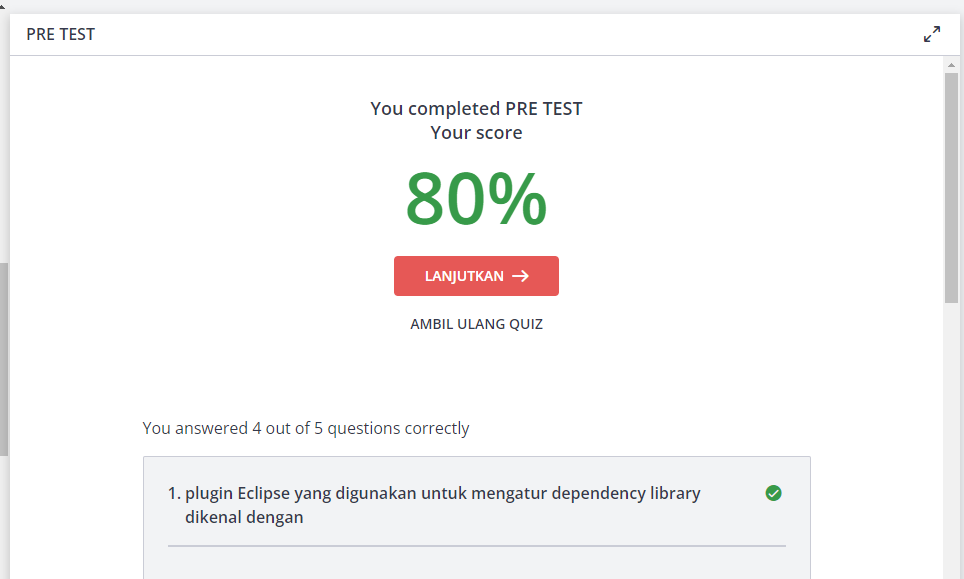 PRE TEST
You completed PRE TEST
Your score
80%
LANJUTKAN
AMBIL ULANG QUIZ
You answered 4 out of 5 questions correctly
1. plugin Eclipse yang digunakan untuk mengatur dependency library
dikenal dengan